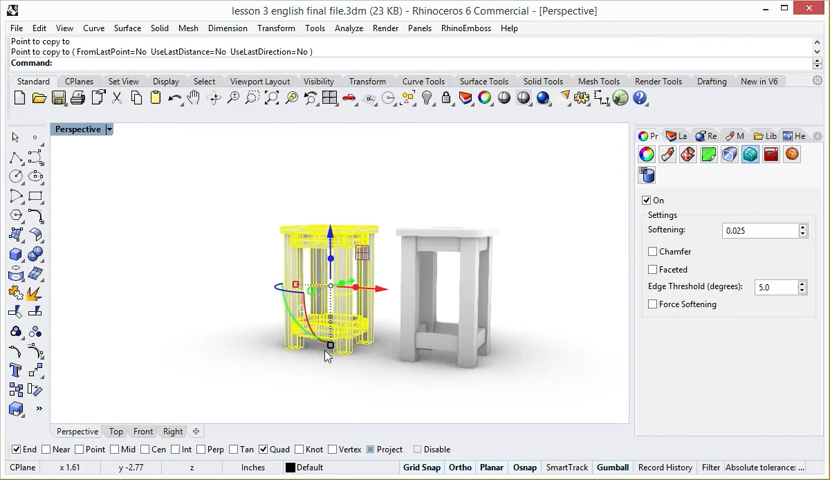 lesson 3 english final file.3dm (23 KB) - Rhinoceros 6 Commercial - [Perspective]
File Edit View Curve Surface Solid Mesh Dimension Transform Tools Analyze Render Panels RhinoEmboss Help
Point to copy to
Point to copy to ( FromLastPoint=No UseLastDistance=No UseLastDirection=No )
Command:
Standard CPlanes Set View Display Select Viewport Layout Visibility Transform Curve Tools Surface Tools Solid Tools Mesh Tools Render Tools Drafting New in V6
Perspective
Pr La Re M Lib He
On
Settings
Softening: 0.025
Chamfer
Faceted
Edge Threshold (degrees): 5.0
Force Softening
Perspective Top Front Right
End Near Point Mid Cen Int Perp Tan Quad Knot Vertex Project Disable
CPlane x 1.61 y -2.77 z Inches Default Grid Snap Ortho Planar Osnap SmartTrack Gumball Record History Filter Absolute tolerance: ...